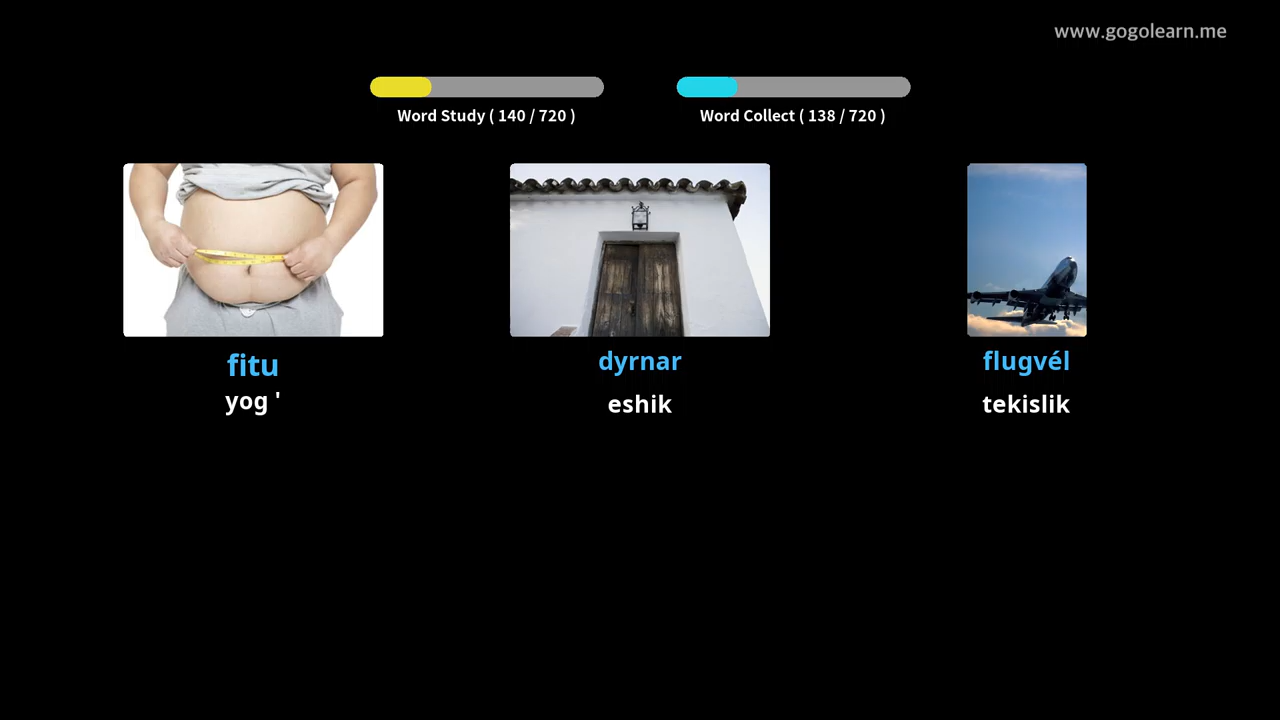 www.gogolearn.me
Word Study ( 140 / 720 )
Word Collect ( 138 / 720 )
fitu
yog '
dyrnar
eshik
flugvél
tekislik